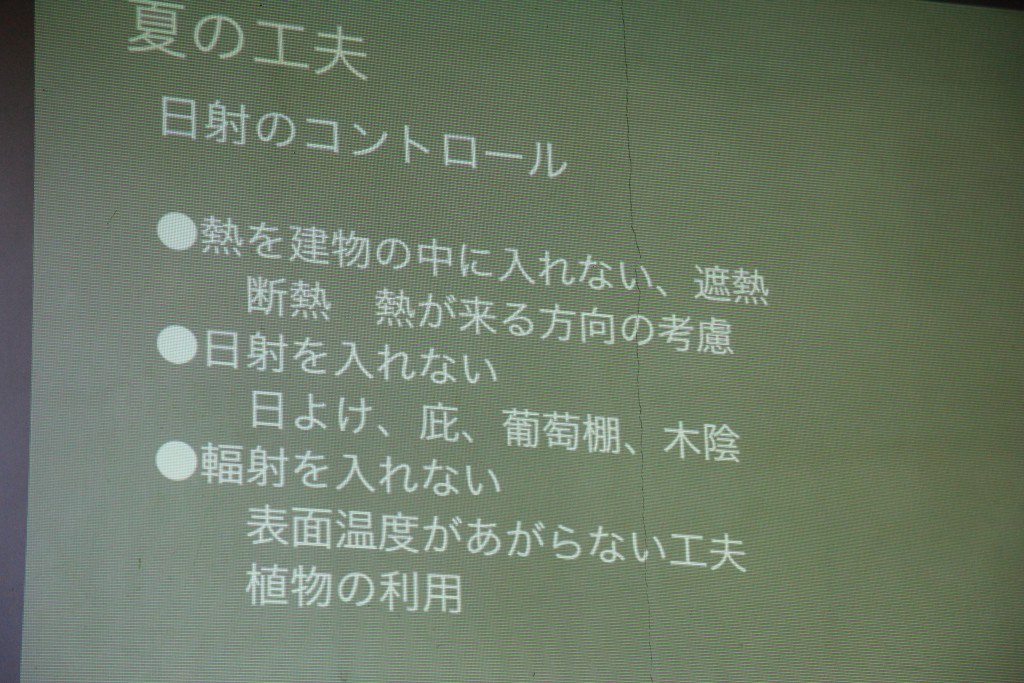 夏の工夫
日射のコントロール
●熱を建物の中に入れない、遮熱
断熱　熱が来る方向の考慮
●日射を入れない
日よけ、庇、葡萄棚、木陰
●輻射を入れない
表面温度があがらない工夫
植物の利用